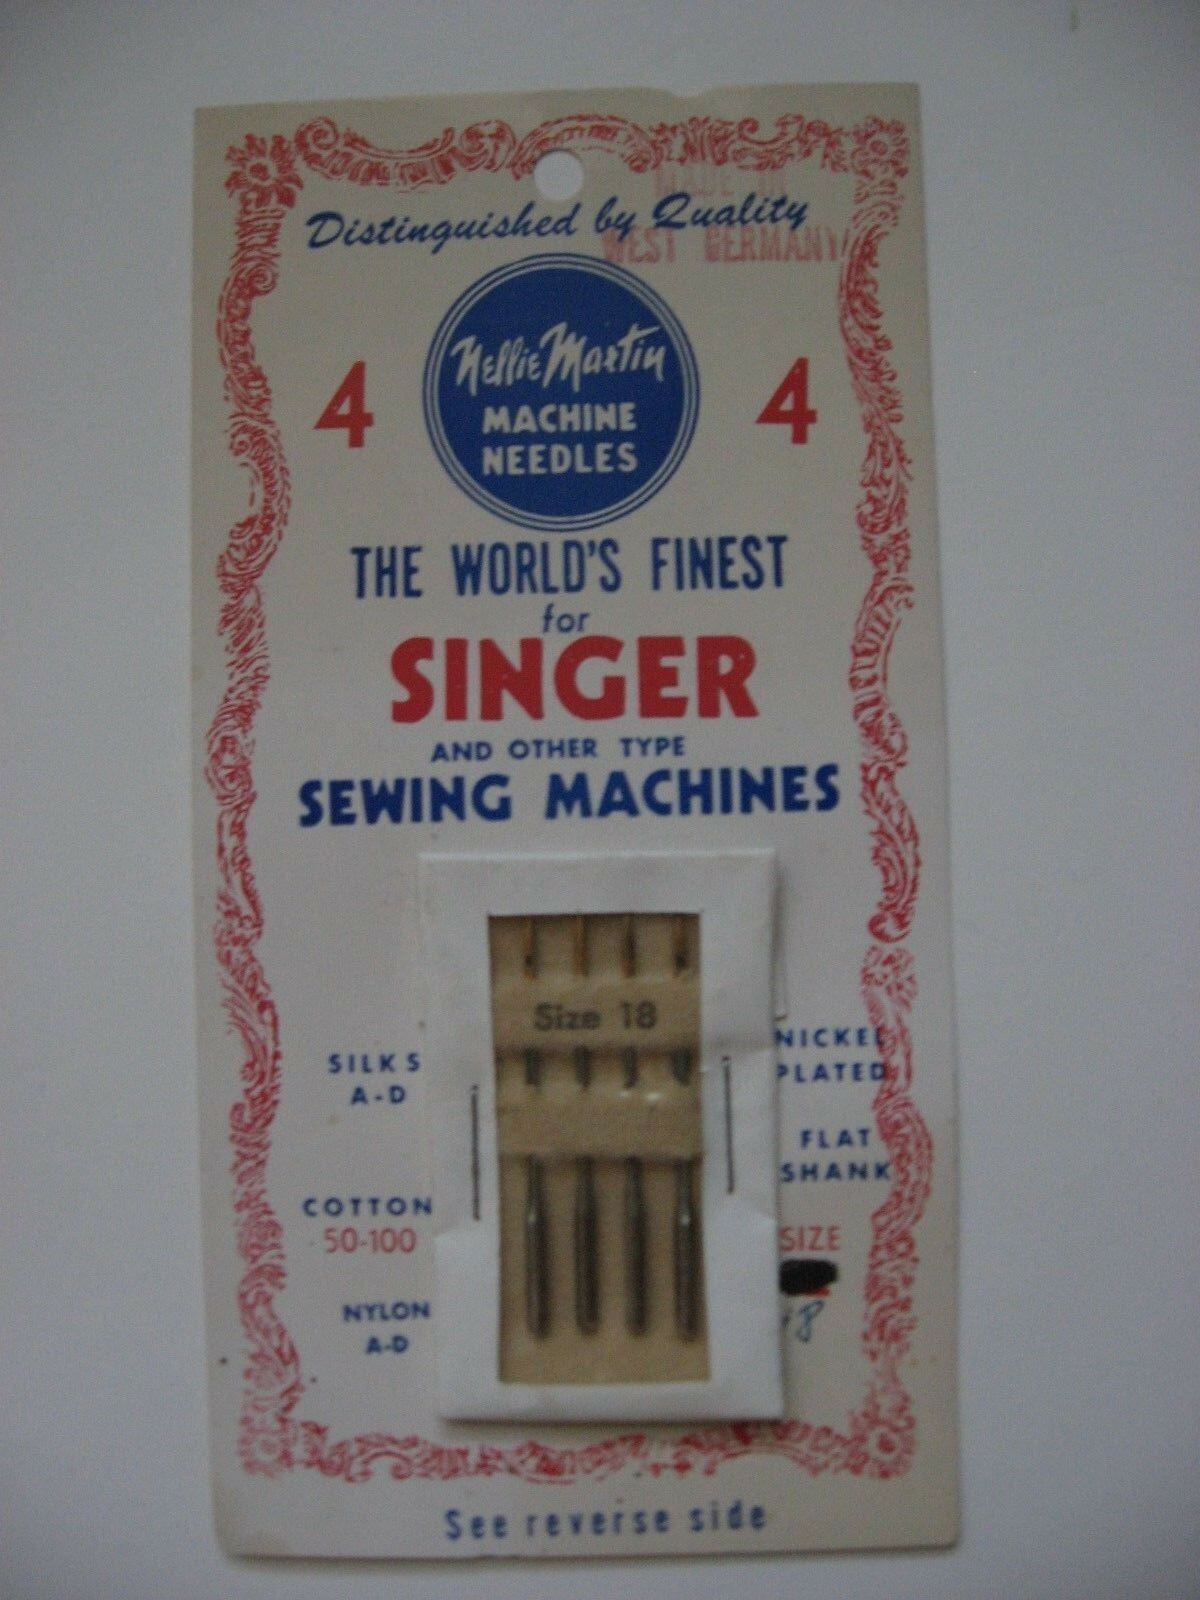 MADE IN
WEST GERMANY
Distinguished by Quality
4
Nellie Martin
MACHINE
NEEDLES
4
THE WORLD'S FINEST
for
SINGER
AND OTHER TYPE
SEWING MACHINES
Size 18
SILKS
A-D
COTTON
50-100
NYLON
A-D
NICKEL
PLATED
FLAT
SHANK
SIZE
18
See reverse side